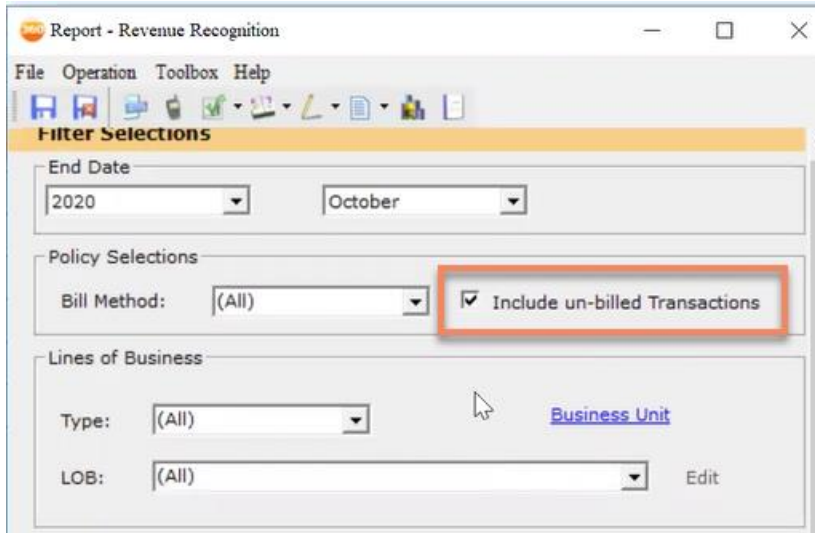 360 Report - Revenue Recognition
File Operation Toolbox Help
Filter Selections
End Date
2020 October
Policy Selections
Bill Method: (All) Include un-billed Transactions
Lines of Business
Type: (All) Business Unit
LOB: (All) Edit